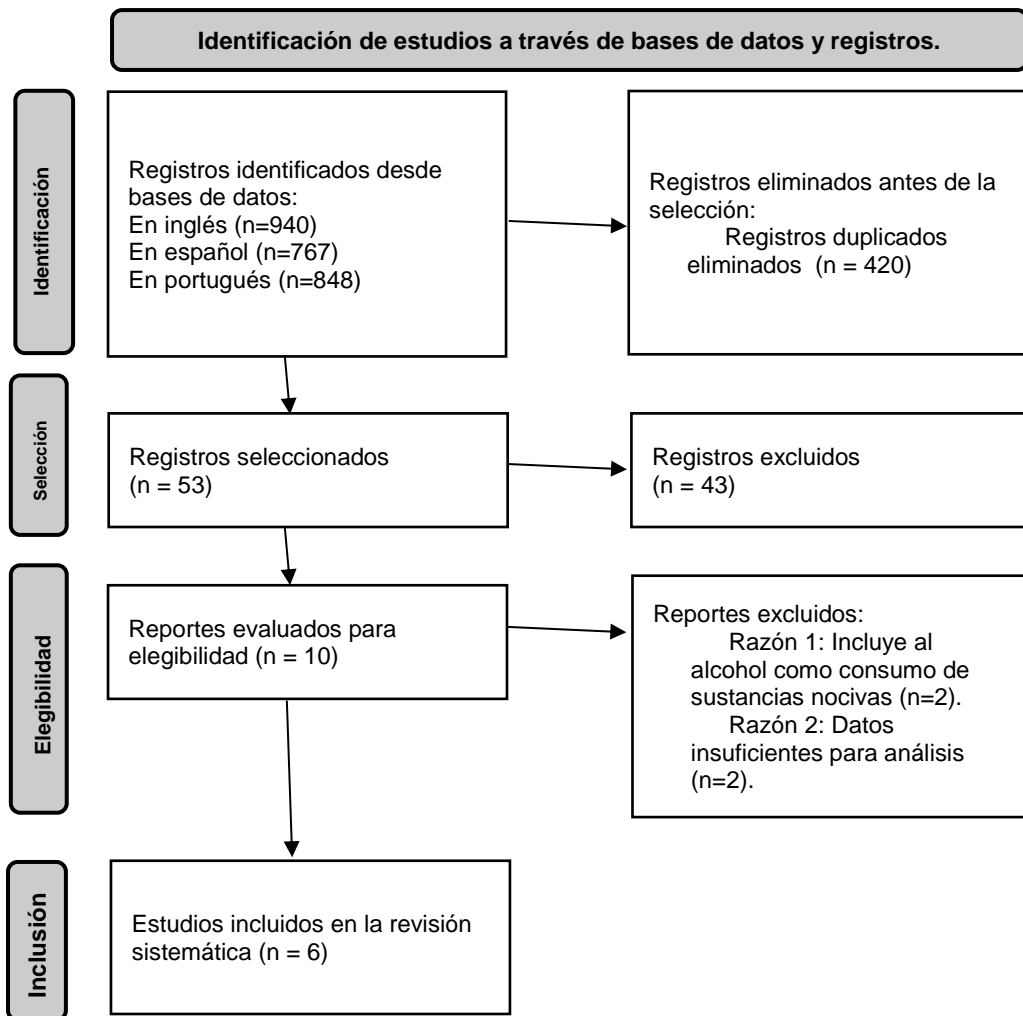 Identificación de estudios a través de bases de datos y registros.
Identificación
Registros identificados desde
bases de datos:
En inglés (n=940)
En español (n=767)
En portugués (n=848)
Registros eliminados antes de la
selección:
Registros duplicados
eliminados  (n = 420)
Selección
Registros seleccionados
(n = 53)
Registros excluidos
(n = 43)
Elegibilidad
Reportes evaluados para
elegibilidad (n = 10)
Reportes excluidos:
Razón 1: Incluye al
alcohol como consumo de
sustancias nocivas (n=2).
Razón 2: Datos
insuficientes para análisis
(n=2).
Inclusión
Estudios incluidos en la revisión
sistemática (n = 6)